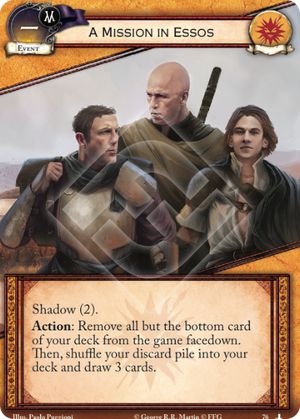 A Mission in Essos
Event
Shadow (2).
Action: Remove all but the bottom card
of your deck from the game facedown.
Then, shuffle your discard pile into your
deck and draw 3 cards.
Illus. Paolo Puggioni
© George R.R. Martin © FFG
76